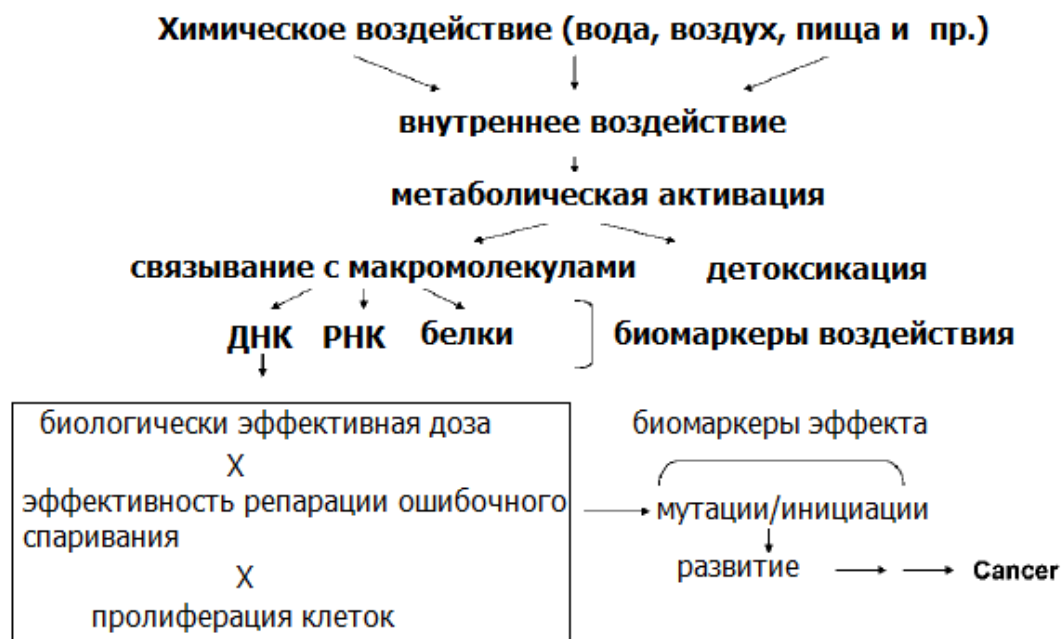 Химическое воздействие (вода, воздух, пища и пр.)
внутреннее воздействие
метаболическая активация
связывание с макромолекулами
детоксикация
ДНК РНК белки
биомаркеры воздействия
биологически эффективная доза
X
эффективность репарации ошибочного
спаривания
X
пролиферация клеток
биомаркеры эффекта
мутации/инициации
развитие
Cancer